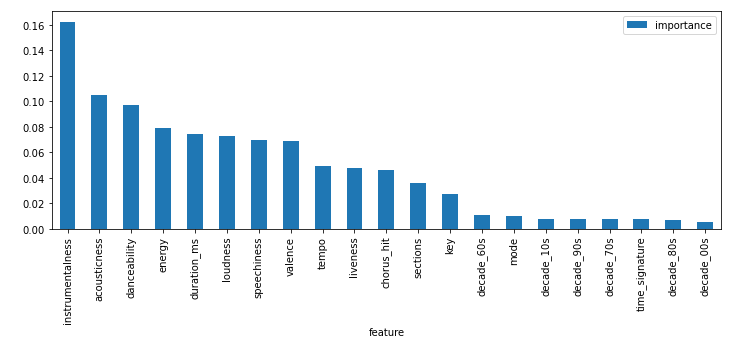 importance
0.16
0.14
0.12
0.10
0.08
0.06
0.04
0.02
0.00
instrumentalness
acousticness
danceability
energy
duration_ms
loudness
speechiness
valence
tempo
liveness
chorus_hit
sections
key
decade_60s
mode
decade_10s
decade_90s
decade_70s
time_signature
decade_80s
decade_00s
feature